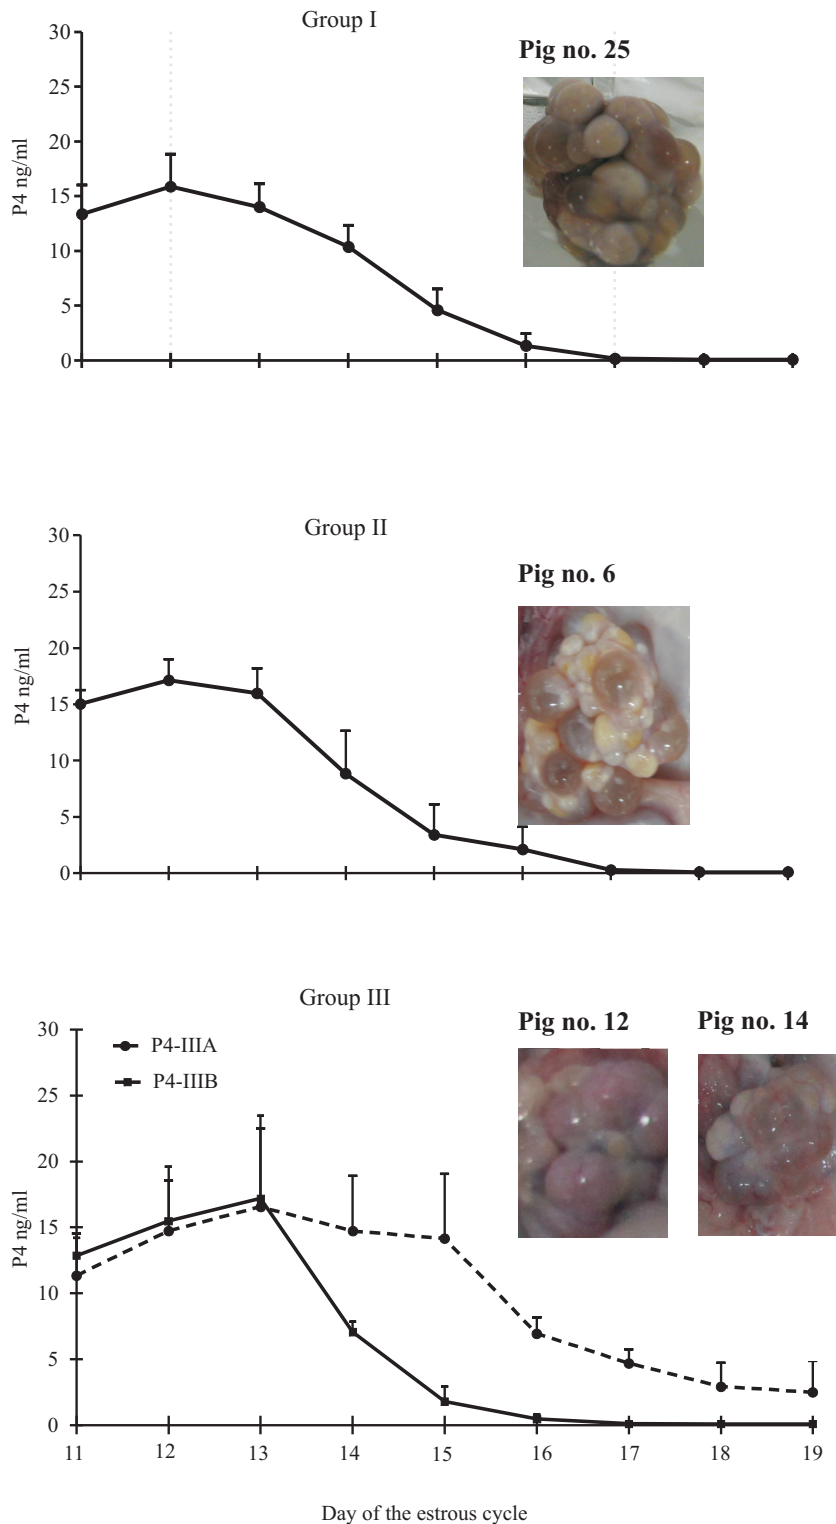 Group I
Pig no. 25
30
25
20
15
10
5
0
P4 ng/ml
Group II
Pig no. 6
30
25
20
15
10
5
0
P4 ng/ml
Group III
Pig no. 12 Pig no. 14
P4-IIIA
P4-IIIB
30
25
20
15
10
5
0
P4 ng/ml
11 12 13 14 15 16 17 18 19
Day of the estrous cycle